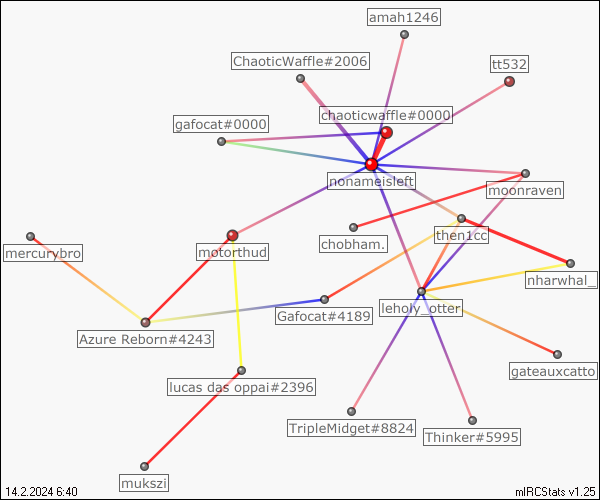 amah1246
ChaoticWaffle#2006
tt532
chaoticwaffle#0000
gafocat#0000
nonameisleft
moonraven
then1cc
chobham.
motorthud
mercurybro
nharwhal_
leholy_otter
Gafocat#4189
Azure Reborn#4243
gateauxcatto
lucas das oppai#2396
TripleMidget#8824
Thinker#5995
mukszi
14.2.2024 6:40
mIRCStats v1.25